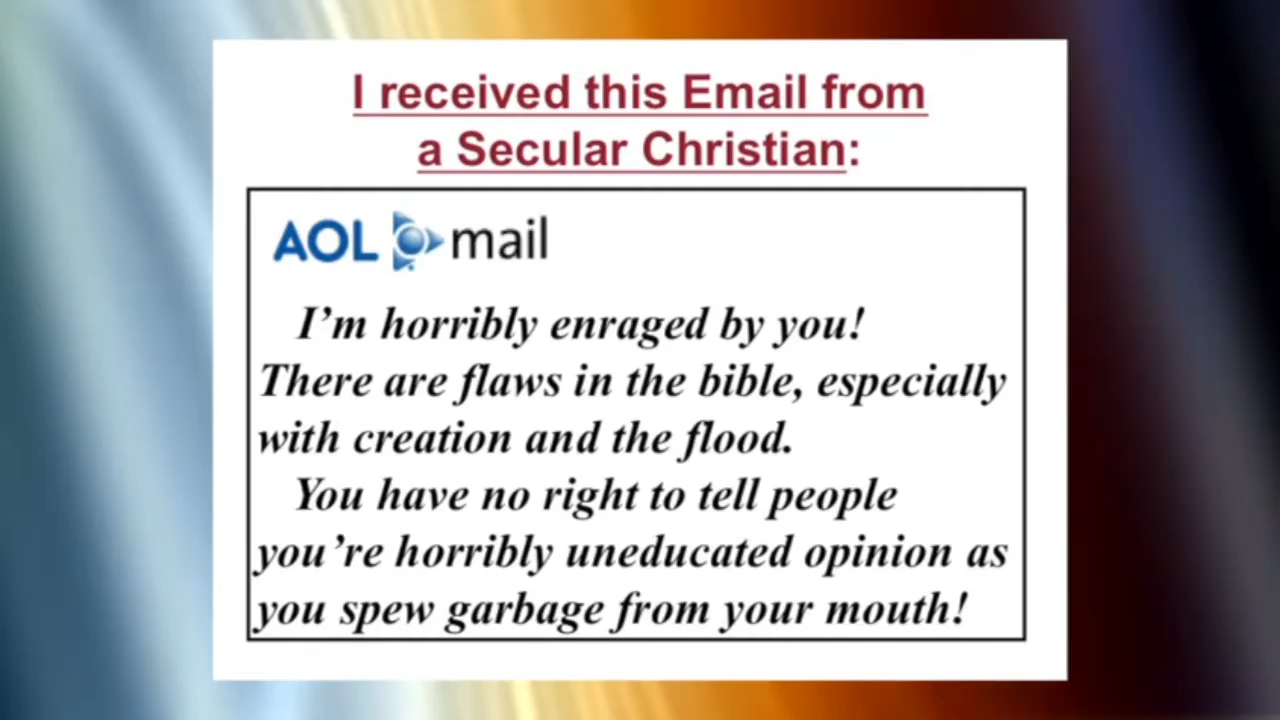 I received this Email from
a Secular Christian:
AOL mail
I'm horribly enraged by you!
There are flaws in the bible, especially
with creation and the flood.
You have no right to tell people
you're horribly uneducated opinion as
you spew garbage from your mouth!